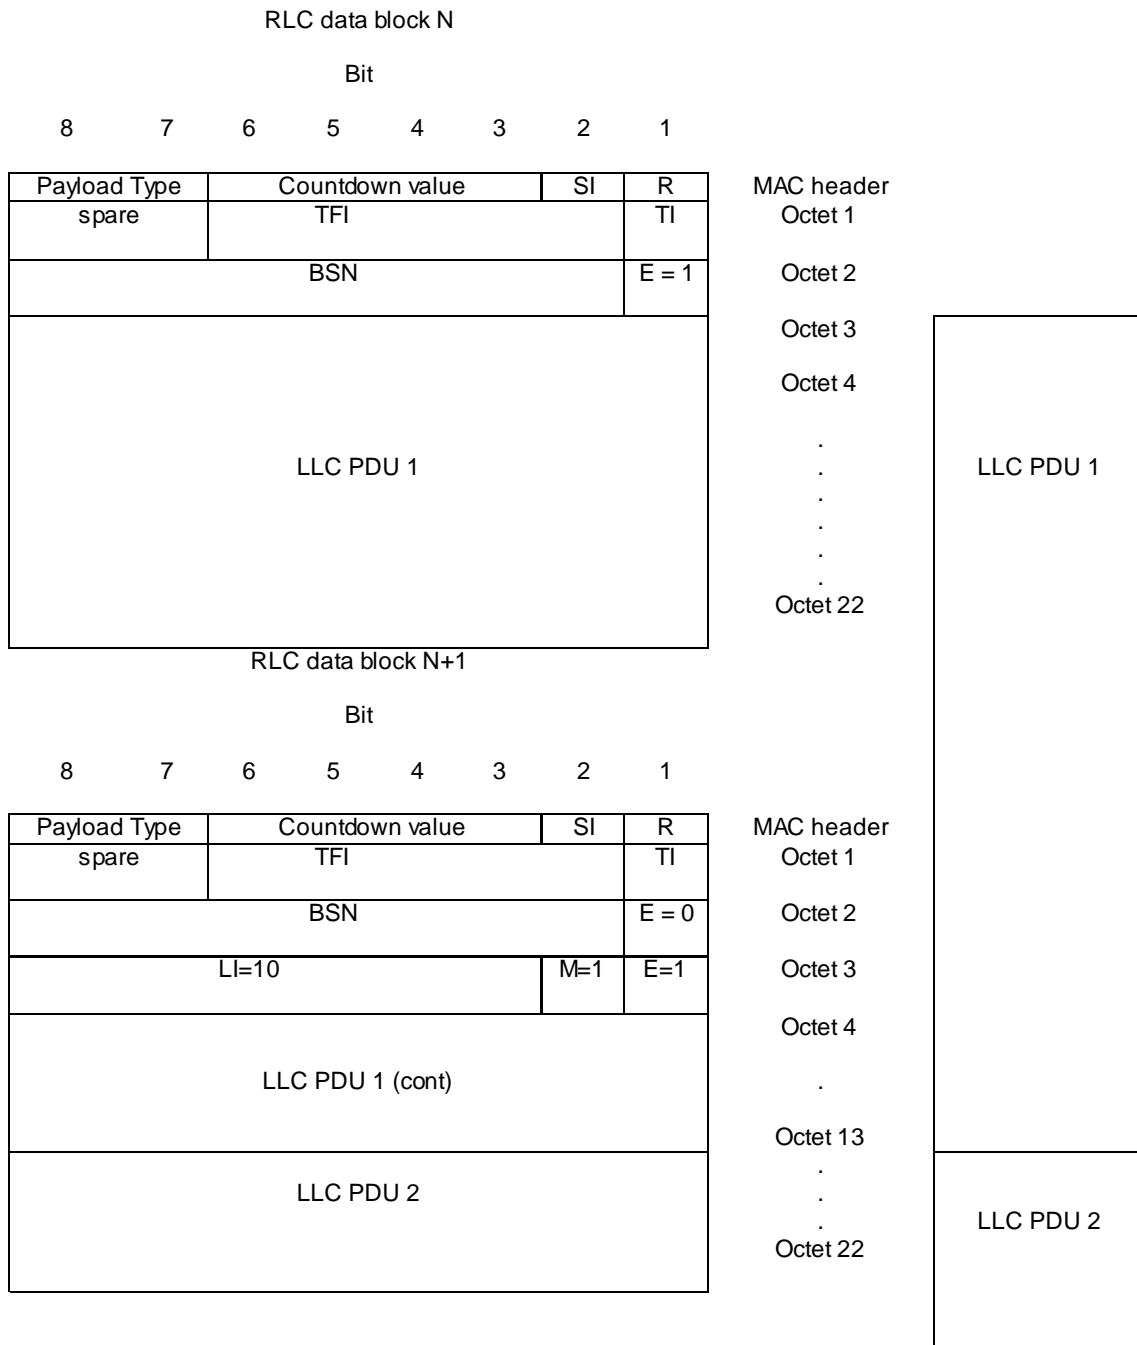 RLC data block N
Bit
8 7 6 5 4 3 2 1
Payload Type Countdown value SI R MAC header
spare TFI TI Octet 1
BSN E = 1 Octet 2
Octet 3
Octet 4
.
LLC PDU 1 . LLC PDU 1
.
.
.
.
Octet 22
RLC data block N+1
Bit
8 7 6 5 4 3 2 1
Payload Type Countdown value SI R MAC header
spare TFI TI Octet 1
BSN E = 0 Octet 2
LI=10 M=1 E=1 Octet 3
Octet 4
LLC PDU 1 (cont) .
Octet 13
.
LLC PDU 2 .
. LLC PDU 2
Octet 22